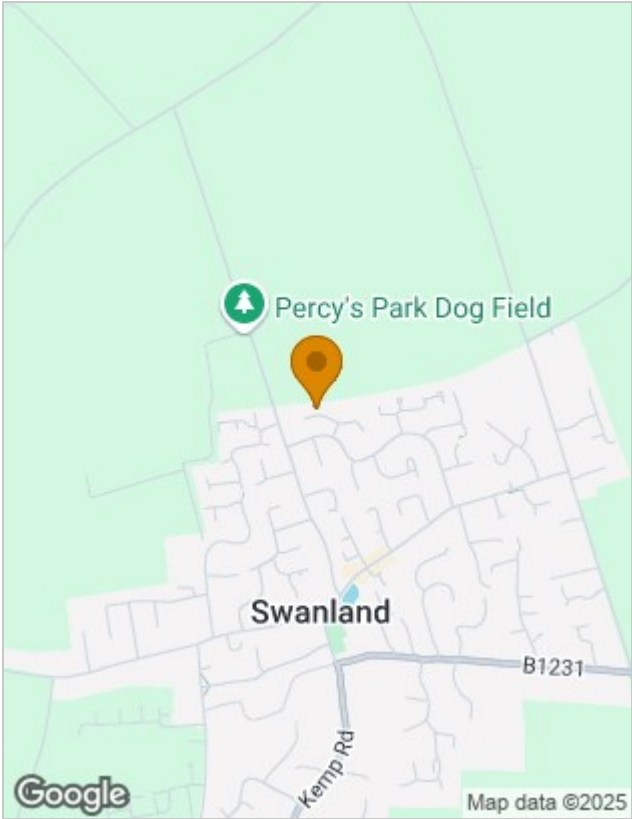 Percy's Park Dog Field
Swanland
B1231
Kemp Rd
Google
Map data ©2025